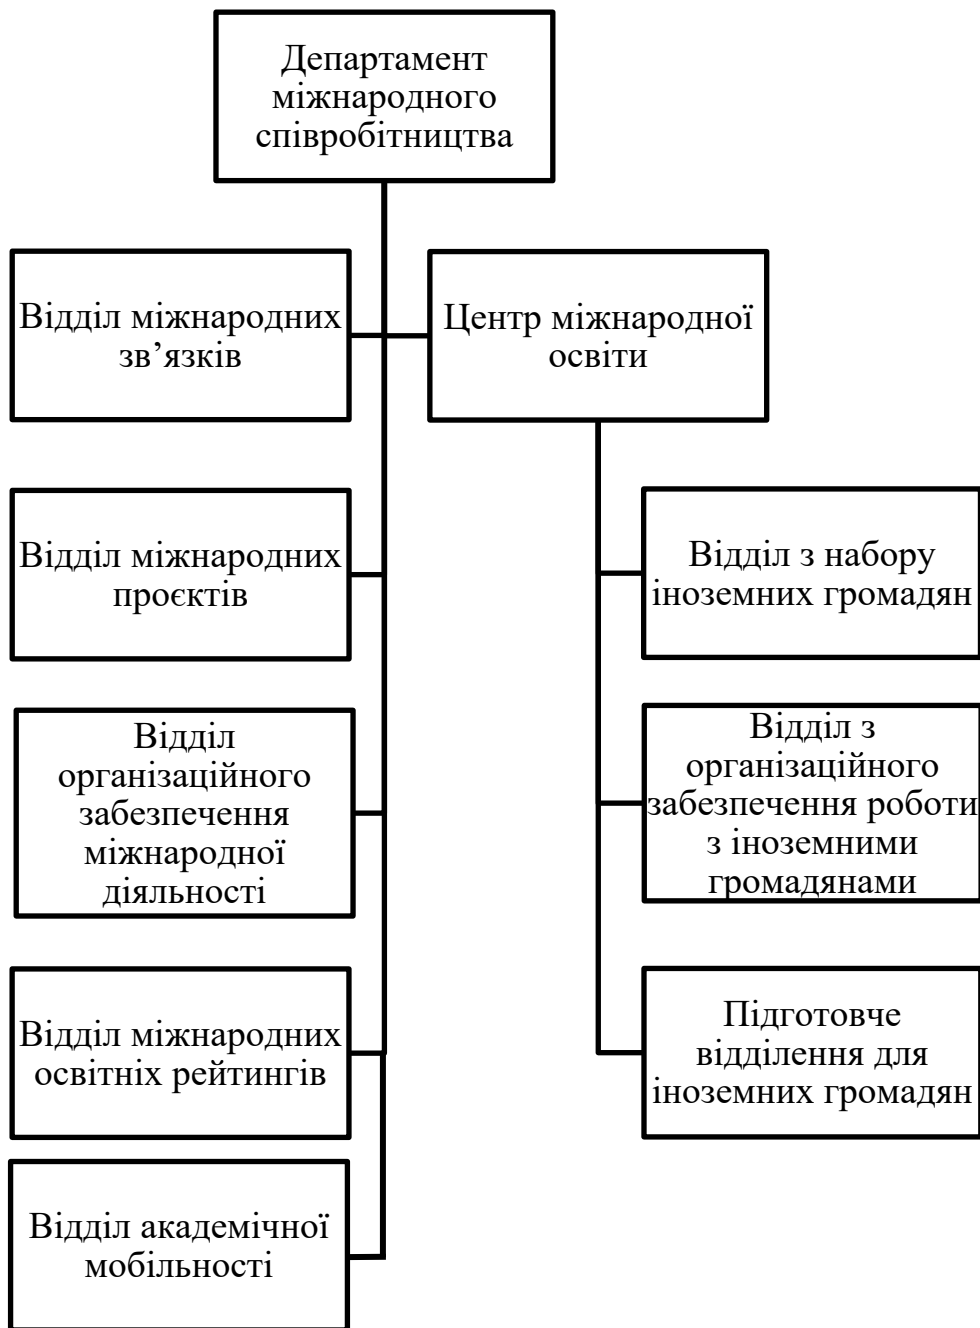 Департамент
міжнародного
співробітництва
Відділ міжнародних
зв’язків
Центр міжнародної
освіти
Відділ міжнародних
проєктів
Відділ з набору
іноземних громадян
Відділ
організаційного
забезпечення
міжнародної
діяльності
Відділ з
організаційного
забезпечення роботи
з іноземними
громадянами
Відділ міжнародних
освітніх рейтингів
Підготовче
відділення для
іноземних громадян
Відділ академічної
мобільності